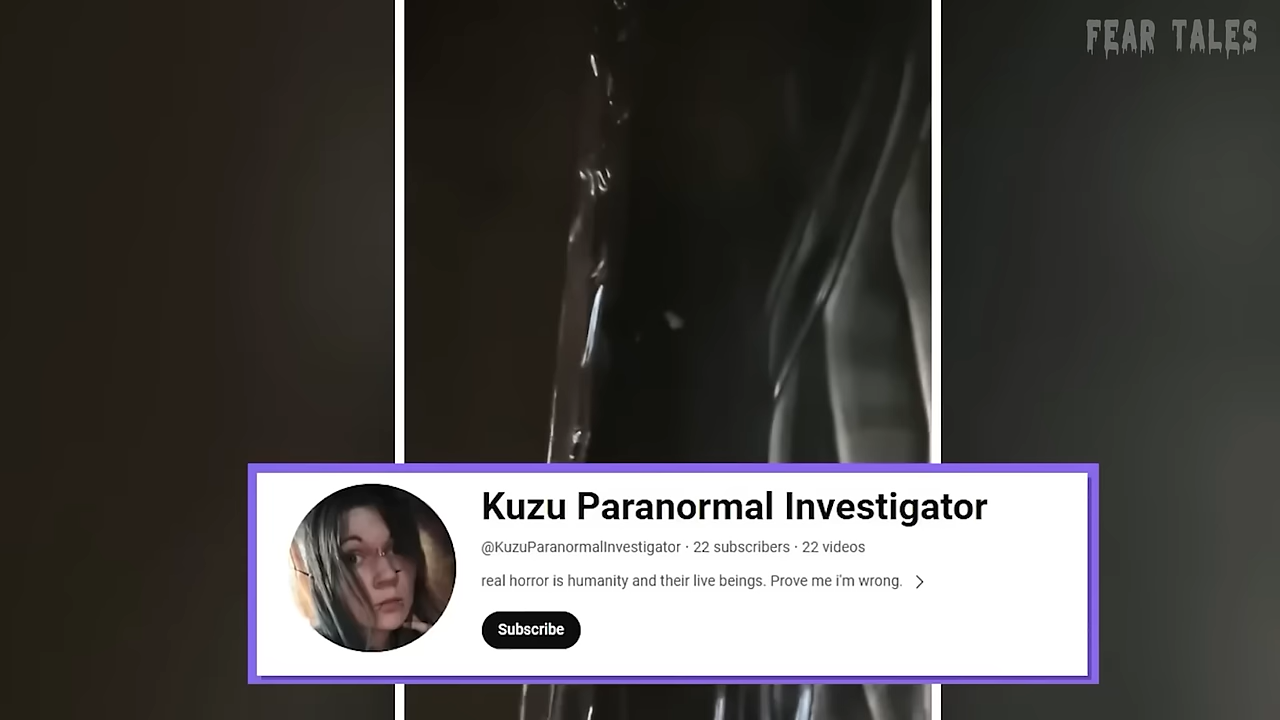 FEAR TALES
Kuzu Paranormal Investigator
@KuzuParanormalInvestigator · 22 subscribers · 22 videos
real horror is humanity and their live beings. Prove me i'm wrong.
Subscribe